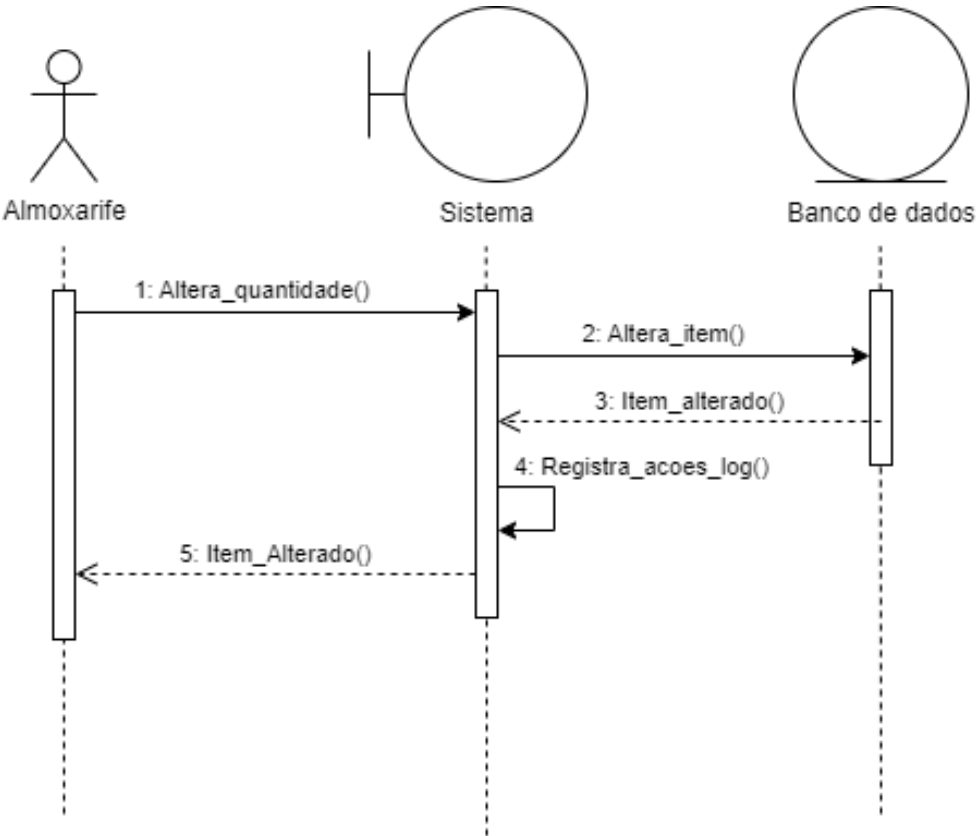 Almoxarife
Sistema
Banco de dados
1: Altera_quantidade()
2: Altera_item()
3: Item_alterado()
4: Registra_acoes_log()
5: Item_Alterado()